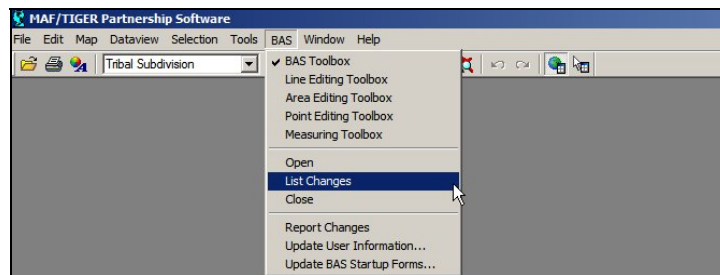 MAF/TIGER Partnership Software
File Edit Map Dataview Selection Tools BAS Window Help
Tribal Subdivision
BAS Toolbox
Line Editing Toolbox
Area Editing Toolbox
Point Editing Toolbox
Measuring Toolbox
Open
List Changes
Close
Report Changes
Update User Information...
Update BAS Startup Forms...